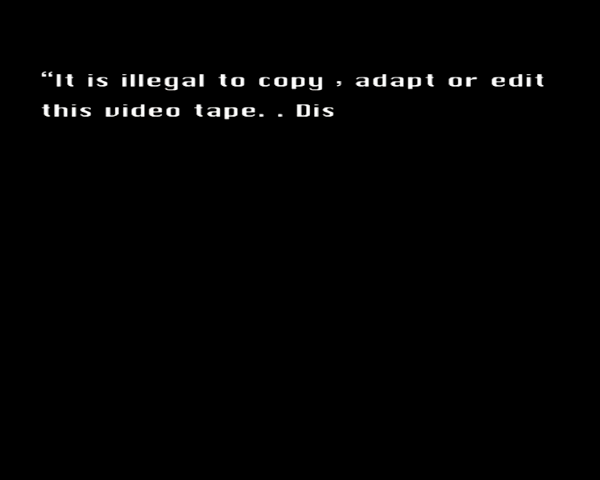 “It is illegal to copy , adapt or edit
this video tape. . Dis